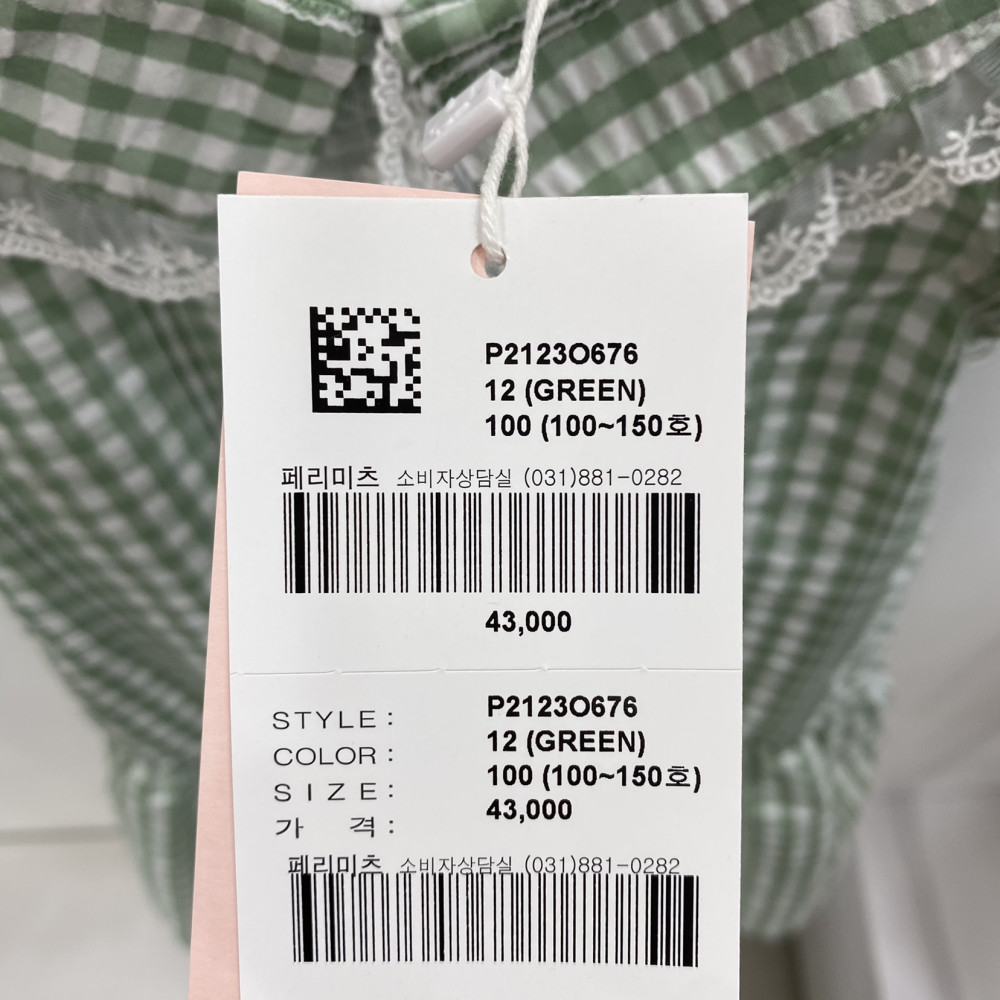 P2123O676
12 (GREEN)
100 (100~150호)
페리미츠 소비자상담실 (031)881-0282
43,000
STYLE: P2123O676
COLOR: 12 (GREEN)
SIZE: 100 (100~150호)
가 격: 43,000
페리미츠 소비자상담실 (031)881-0282